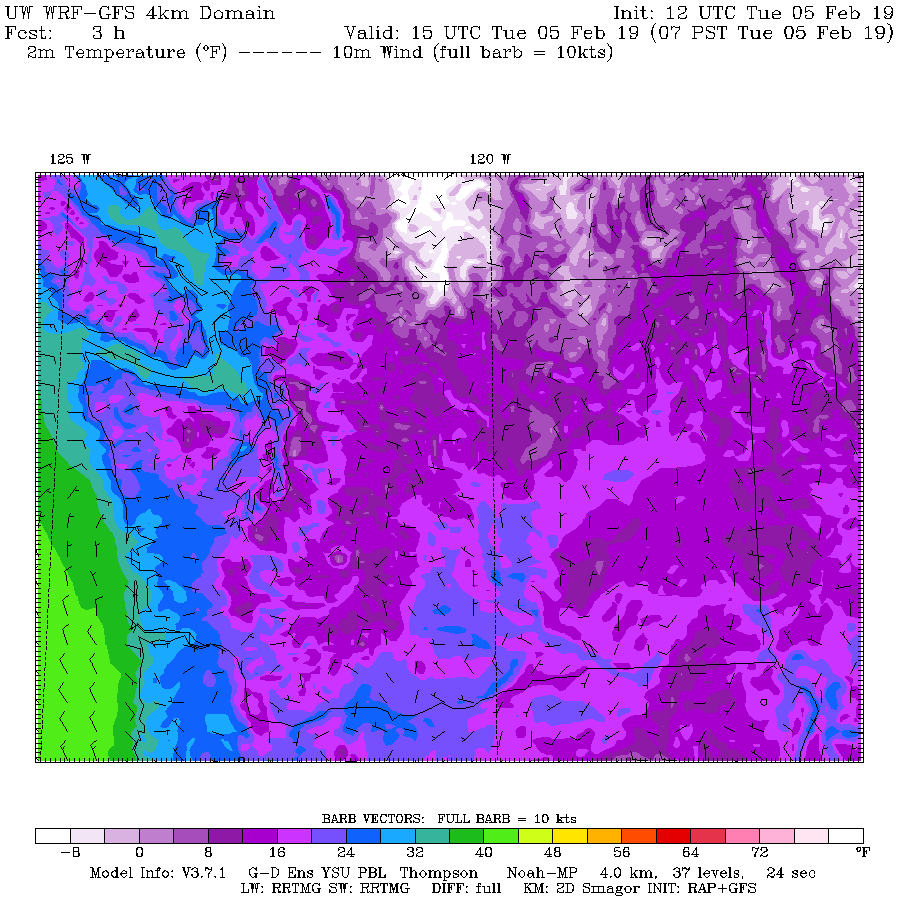 UW WRF-GFS 4km Domain Init: 12 UTC Tue 05 Feb 19
Fcst: 3 h Valid: 15 UTC Tue 05 Feb 19 (07 PST Tue 05 Feb 19)
2m Temperature (°F) ------ 10m Wind (full barb = 10kts)
125 W 120 W
BARB VECTORS: FULL BARB = 10 kts
-8 0 8 16 24 32 40 48 56 64 72 °F
Model Info: V3.7.1 G-D Ens YSU PBL Thompson Noah-MP 4.0 km, 37 levels, 24 sec
LW: RRTMG SW: RRTMG DIFF: full KM: 2D Smagor INIT: RAP+GFS